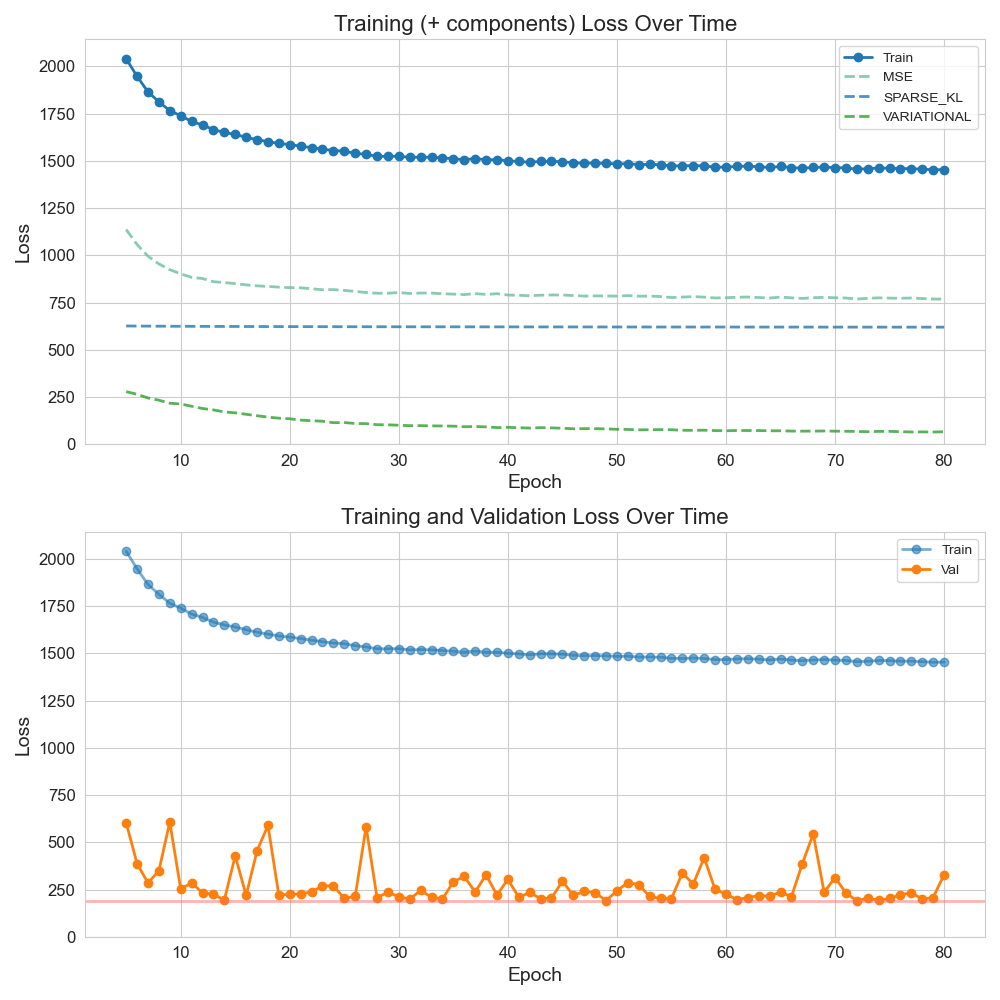 Training (+ components) Loss Over Time
Loss
2000
1750
1500
1250
1000
750
500
250
0
Train
MSE
SPARSE_KL
VARIATIONAL
10 20 30 40 50 60 70 80
Epoch
Training and Validation Loss Over Time
Loss
2000
1750
1500
1250
1000
750
500
250
0
Train
Val
10 20 30 40 50 60 70 80
Epoch